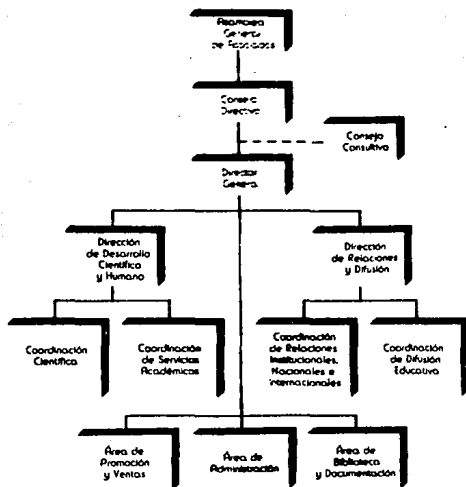 Asamblea
General
de Asociados
Consejo
Directivo
Consejo
Consultivo
Director
General
Dirección
de Desarrollo
Científico
y Humano
Dirección
de Relaciones
y Difusión
Coordinación
Científica
Coordinación
de Servicios
Académicos
Coordinación
de Relaciones
Institucionales,
Nacionales e
Internacionales
Coordinación
de Difusión
Educativa
Área de
Promoción
y Ventas
Área de
Administración
Área de
Biblioteca
y Documentación